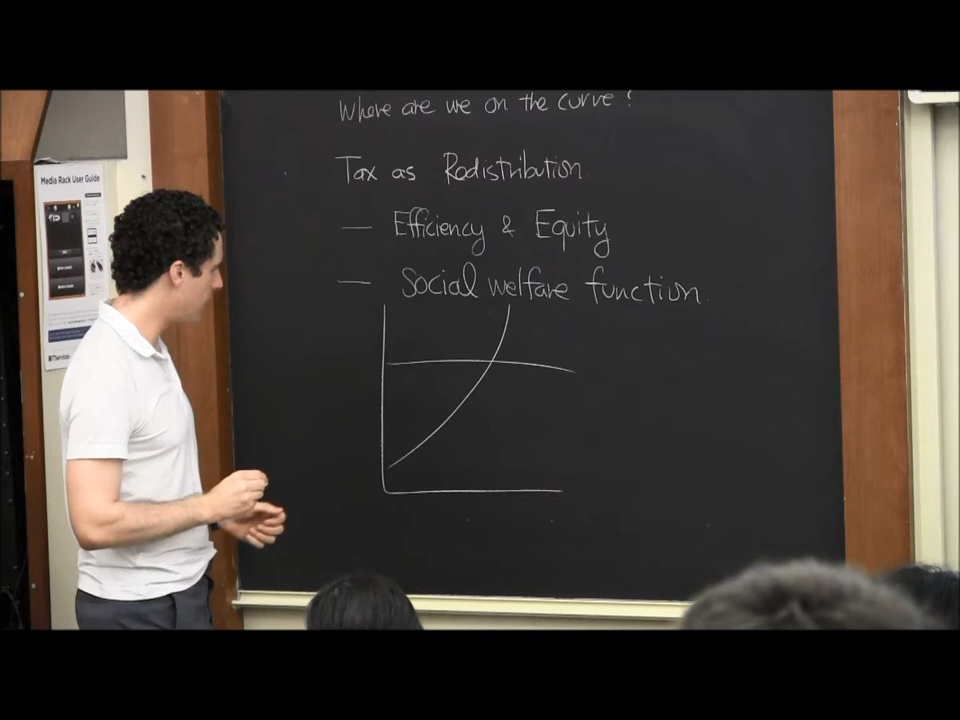 Where are we on the curve?
Tax as Redistribution
— Efficiency & Equity
— Social welfare function.
Media Rack User Guide